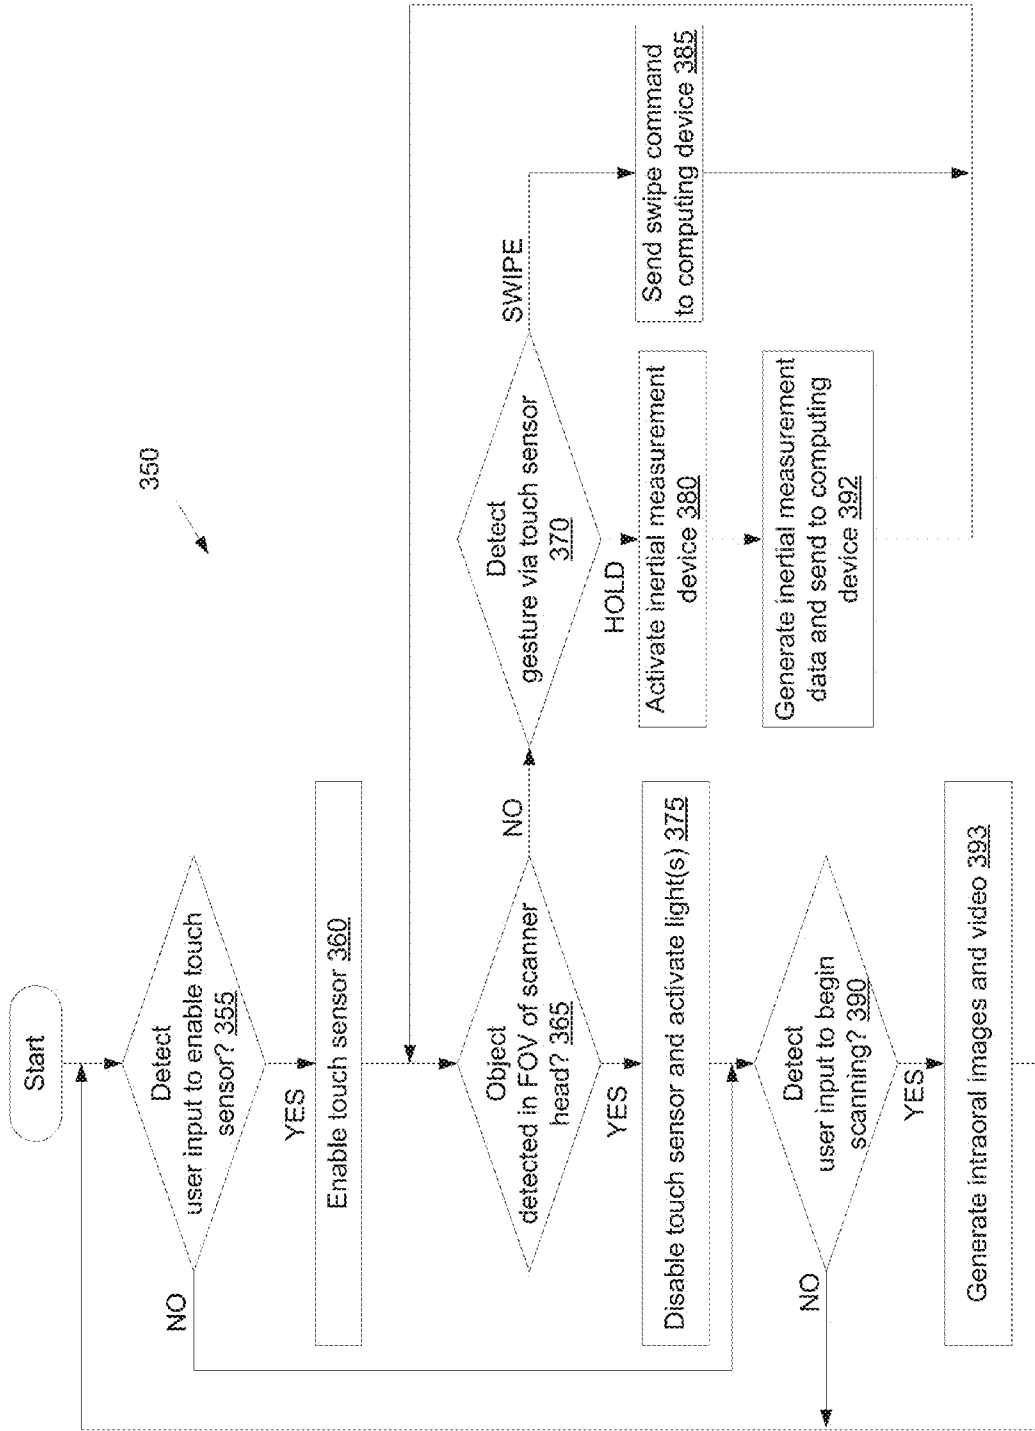 350
Start
Detect
user input to enable touch
sensor? 355
NO
YES
Enable touch sensor 360
Object
detected in FOV of scanner
head? 365
NO
YES
Detect
gesture via touch sensor
370
SWIPE
HOLD
Send swipe command
to computing device 385
Activate inertial measurement
device 380
Generate inertial measurement
data and send to computing
device 392
Disable touch sensor and activate light(s) 375
Detect
user input to begin
scanning? 390
NO
YES
Generate intraoral images and video 393